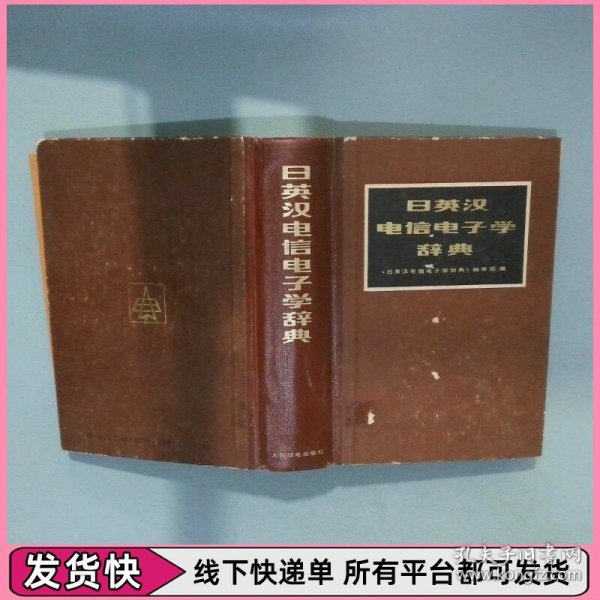 日英汉电信电子学辞典
人民邮电出版社
日英汉
电信电子学
辞典
《日英汉电信电子学辞典》编审组 编
发货快
线下快递单 所有平台都可发货
孔夫子旧书网
www.kongfz.com